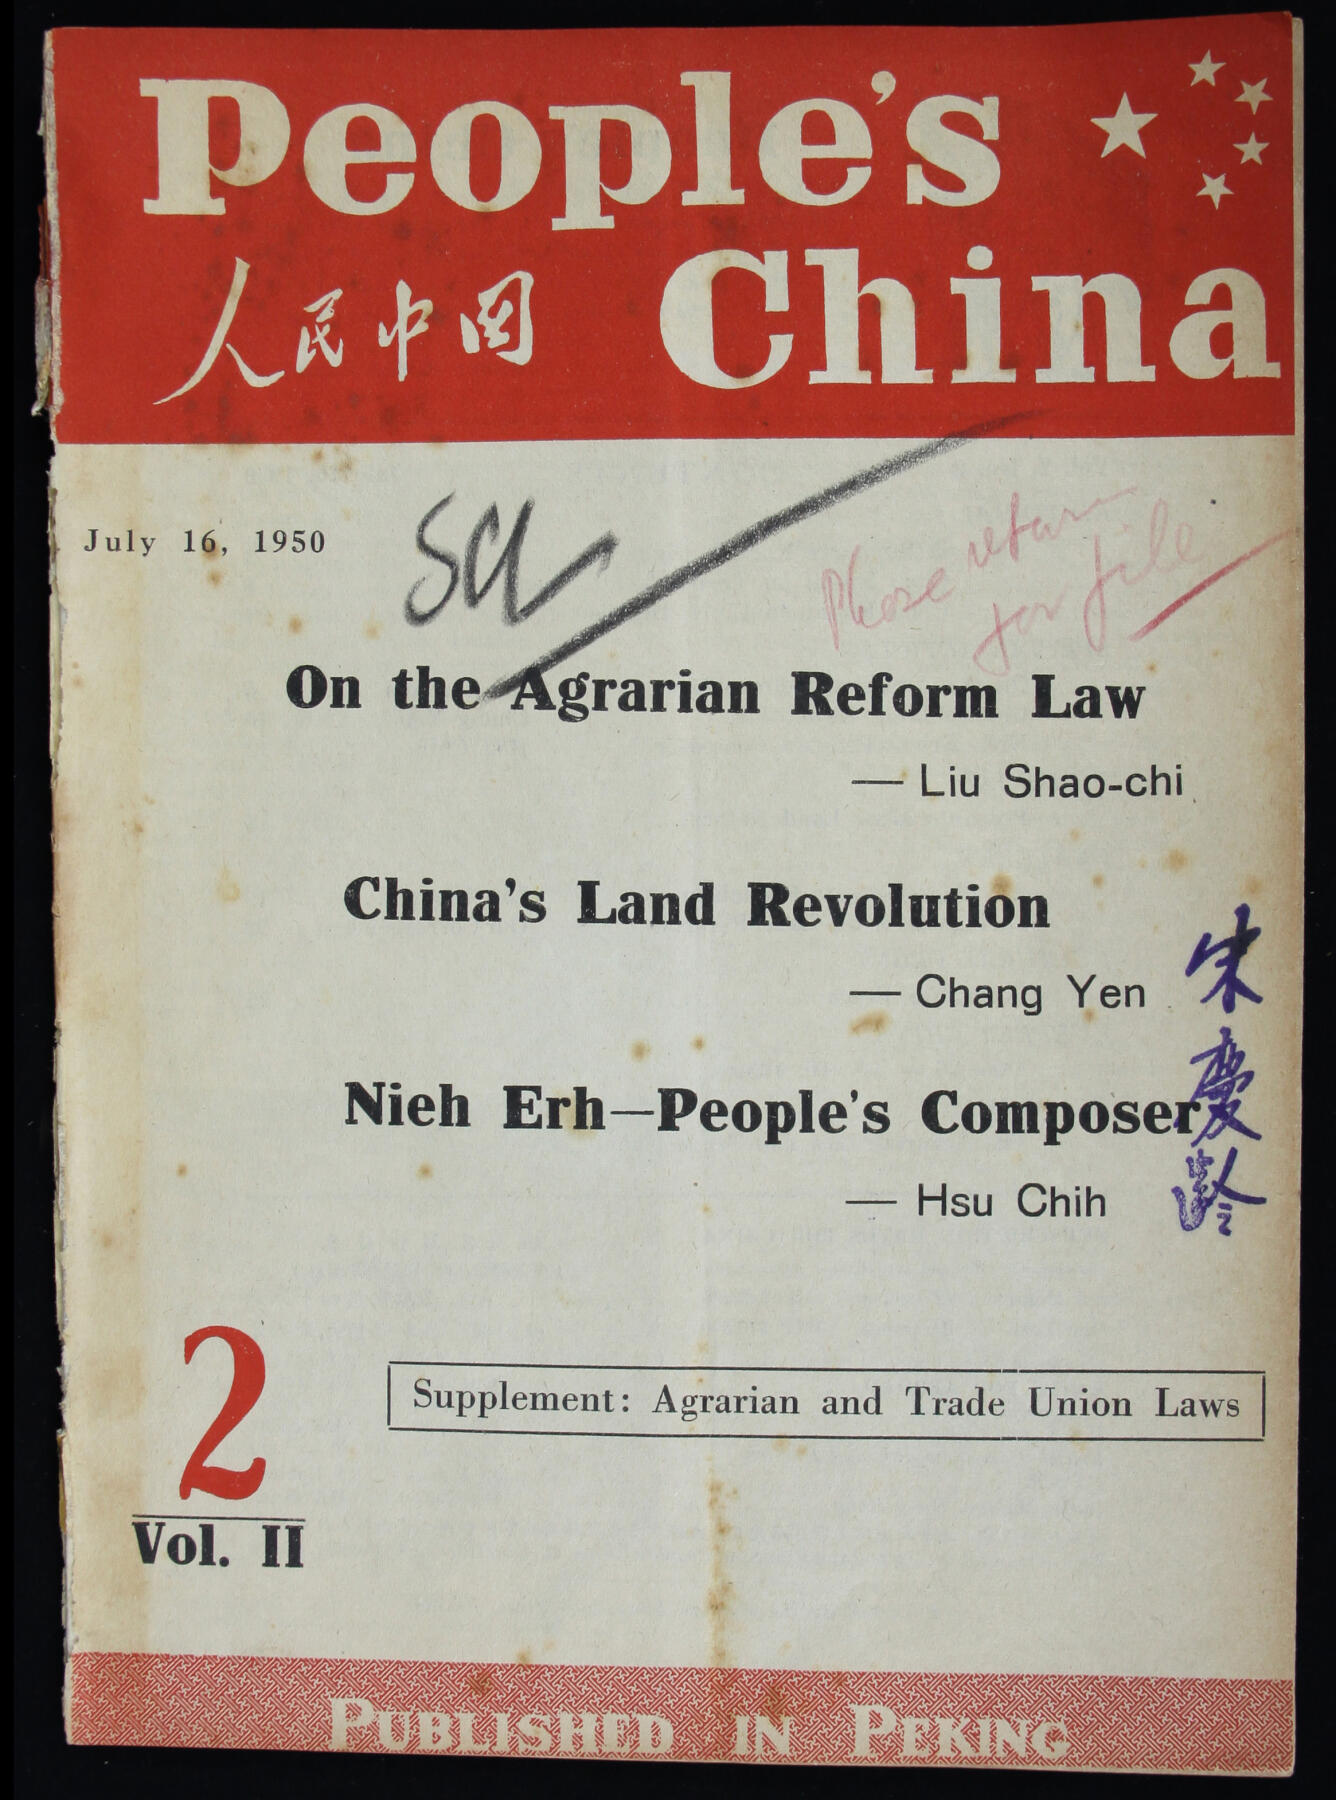 People's
China
人民中国
July 16, 1950
SCL
Please return
for file
On the Agrarian Reform Law
— Liu Shao-chi
China's Land Revolution
— Chang Yen
宋慶齡
Nieh Erh—People's Composer
— Hsu Chih
2
Vol. II
Supplement: Agrarian and Trade Union Laws
PUBLISHED IN PEKING